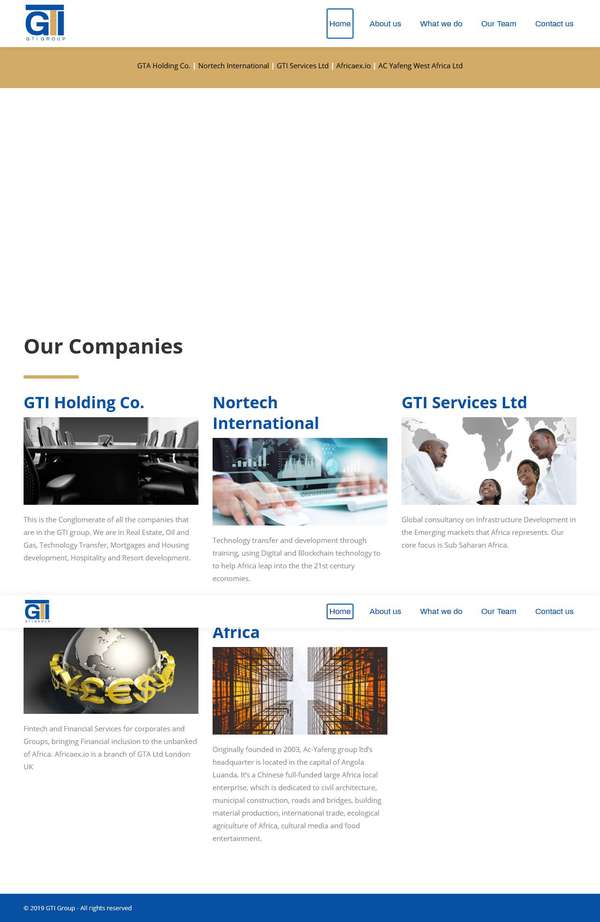 GTI
GTI GROUP
Home
About us
What we do
Our Team
Contact us
GTA Holding Co. | Nortech International | GTI Services Ltd | Africaex.io | AC Yafeng West Africa Ltd
Our Companies
GTI Holding Co.
This is the Conglomerate of all the companies that
are in the GTI group. We are in Real Estate, Oil and
Gas, Technology Transfer, Mortgages and Housing
development, Hospitality and Resort development.
Nortech
International
Technology transfer and development through
training, using Digital and Blockchain technology to
to help Africa leap into the the 21st century
economies.
GTI Services Ltd
Global consultancy on Infrastructure Development in
the Emerging markets that Africa represents. Our
core focus is Sub Saharan Africa.
GTI
GTI GROUP
Home
About us
What we do
Our Team
Contact us
¥£€$
Fintech and Financial Services for corporates and
Groups, bringing Financial inclusion to the unbanked
of Africa. Africaex.io is a branch of GTA Ltd London
UK
Africa
Originally founded in 2003, Ac-Yafeng group ltd's
headquarter is located in the capital of Angola
Luanda. It's a Chinese full-funded large Africa local
enterprise, which is dedicated to civil architecture,
municipal construction, roads and bridges, building
material production, international trade, ecological
agriculture of Africa, cultural media and food
entertainment.
© 2019 GTI Group - All rights reserved